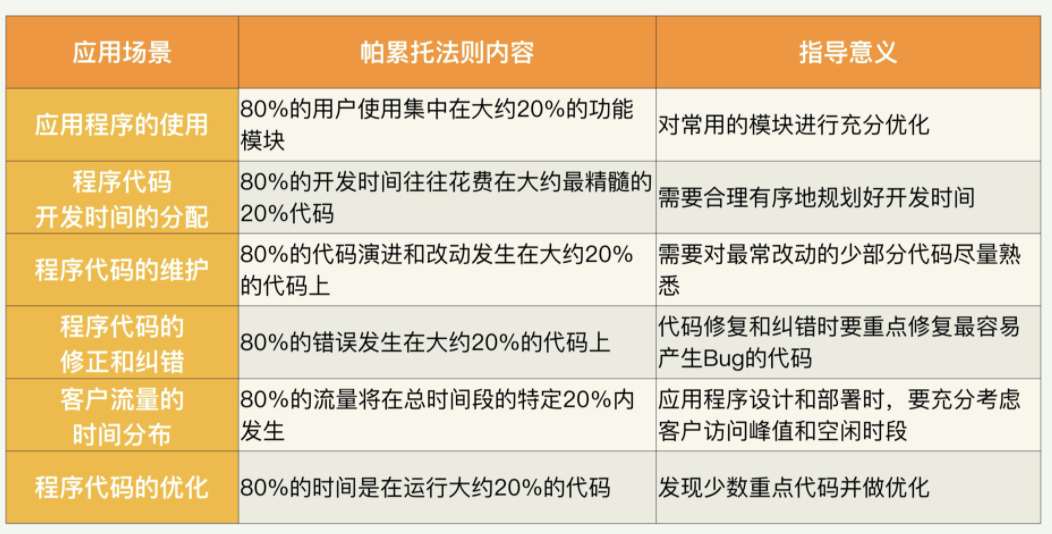 应用场景
帕累托法则内容
指导意义
应用程序的使用
80%的用户使用集中在大约20%的功能
模块
对常用的模块进行充分优化
程序代码
开发时间的分配
80%的开发时间往往花费在大约最精髓的
20%代码
需要合理有序地规划好开发时间
程序代码的维护
80%的代码演进和改动发生在大约20%
的代码上
需要对最常改动的少部分代码尽量熟
悉
程序代码的
修正和纠错
80%的错误发生在大约20%的代码上
代码修复和纠错时要重点修复最容易
产生Bug的代码
客户流量的
时间分布
80%的流量将在总时间段的特定20%内
发生
应用程序设计和部署时，要充分考虑
客户访问峰值和空闲时段
程序代码的优化
80%的时间是在运行大约20%的代码
发现少数重点代码并做优化